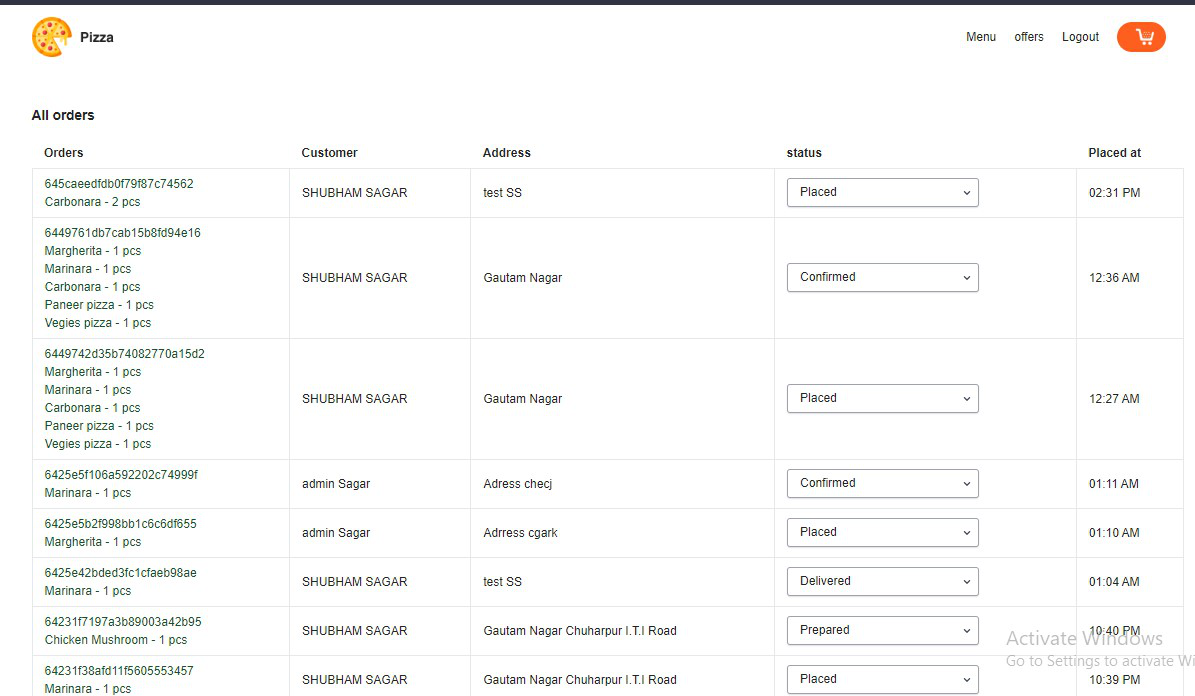 Pizza
Menu offers Logout
All orders
Orders Customer Address status Placed at
645caeedfdb0f79f87c74562
Carbonara - 2 pcs
SHUBHAM SAGAR test SS Placed 02:31 PM
6449761db7cab15b8fd94e16
Margherita - 1 pcs
Marinara - 1 pcs
Carbonara - 1 pcs
Paneer pizza - 1 pcs
Vegies pizza - 1 pcs
SHUBHAM SAGAR Gautam Nagar Confirmed 12:36 AM
6449742d35b74082770a15d2
Margherita - 1 pcs
Marinara - 1 pcs
Carbonara - 1 pcs
Paneer pizza - 1 pcs
Vegies pizza - 1 pcs
SHUBHAM SAGAR Gautam Nagar Placed 12:27 AM
6425e5f106a592202c74999f
Marinara - 1 pcs
admin Sagar Adress checj Confirmed 01:11 AM
6425e5b2f998bb1c6c6df655
Margherita - 1 pcs
admin Sagar Adrress cgark Placed 01:10 AM
6425e42bded3fc1cfaeb98ae
Marinara - 1 pcs
SHUBHAM SAGAR test SS Delivered 01:04 AM
64231f7197a3b89003a42b95
Chicken Mushroom - 1 pcs
SHUBHAM SAGAR Gautam Nagar Chuharpur I.T.I Road Prepared 10:40 PM
64231f38afd11f5605553457
Marinara - 1 pcs
SHUBHAM SAGAR Gautam Nagar Chuharpur I.T.I Road Placed 10:39 PM
Activate Windows
Go to Settings to activate Wi